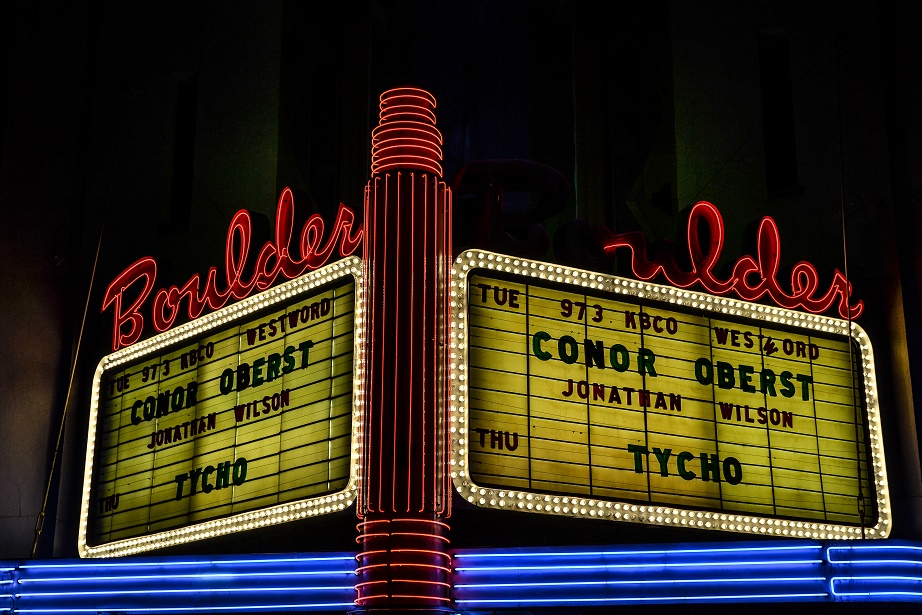 Boulder
TUE 973 KBCO WESTWORD
CONOR OBERST
JONATHAN WILSON
THU TYCHO
Boulder
TUE 973 KBCO WESTWORD
CONOR OBERST
JONATHAN WILSON
THU
TYCHO